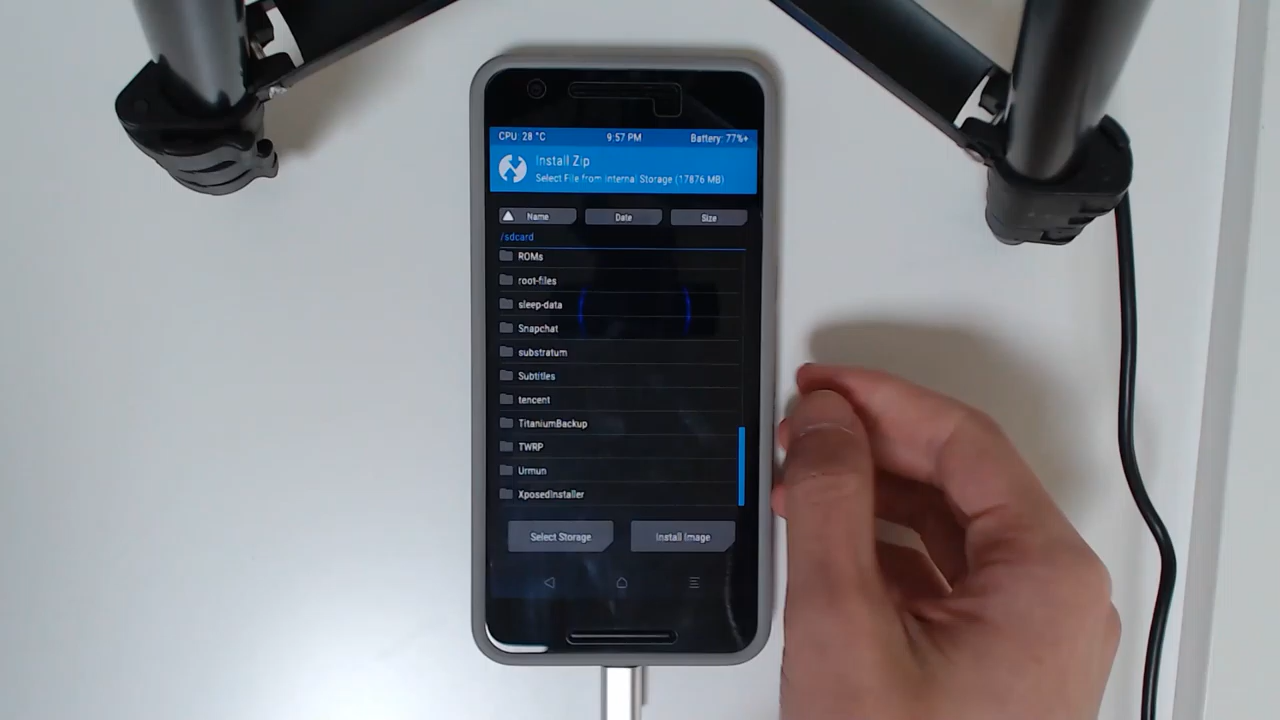 CPU: 28 °C 9:57 PM Battery: 77%+
Install Zip
Select File from Internal Storage (17876 MB)
Name Date Size
/sdcard
ROMs
root-files
sleep-data
Snapchat
substratum
Subtitles
tencent
TitaniumBackup
TWRP
Urmun
XposedInstaller
Select Storage Install Image